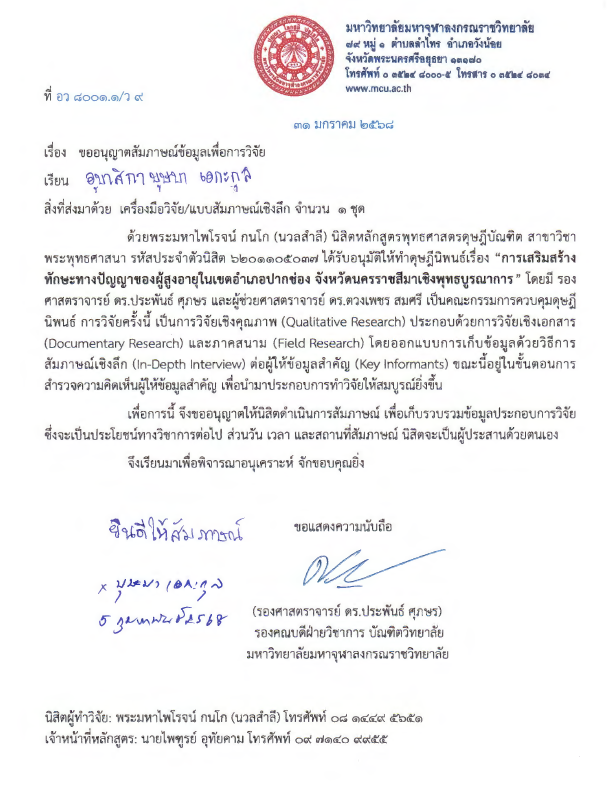 มหาวิทยาลัยมหาจุฬาลงกรณราชวิทยาลัย
๗๙ หมู่ ๑ ตำบลลำไทร อำเภอวังน้อย
จังหวัดพระนครศรีอยุธยา ๑๓๑๗๐
โทรศัพท์ ๐ ๓๕๒๔ ๘๐๐๐-๕ โทรสาร ๐ ๓๕๒๔ ๘๐๓๔
www.mcu.ac.th
ที่ อว ๘๐๐๑.๑/ว ๙
๓๑ มกราคม ๒๕๖๘
เรื่อง ขออนุญาตสัมภาษณ์ข้อมูลเพื่อการวิจัย
เรียน อุบาสิกา บุษบา เอกะกุล
สิ่งที่ส่งมาด้วย เครื่องมือวิจัย/แบบสัมภาษณ์เชิงลึก จำนวน ๑ ชุด
ด้วยพระมหาไพโรจน์ กนโก (นวลสำลี) นิสิตหลักสูตรพุทธศาสตรดุษฎีบัณฑิต สาขาวิชา
พระพุทธศาสนา รหัสประจำตัวนิสิต ๖๒๐๑๑๐๕๐๓๗ ได้รับอนุมัติให้ทำดุษฎีนิพนธ์เรื่อง “การเสริมสร้าง
ทักษะทางปัญญาของผู้สูงอายุในเขตอำเภอปากช่อง จังหวัดนครราชสีมาเชิงพุทธบูรณาการ” โดยมี รอง
ศาสตราจารย์ ดร.ประพันธ์ ศุภษร และผู้ช่วยศาสตราจารย์ ดร.ดวงเพชร สมศรี เป็นคณะกรรมการควบคุมดุษฎี
นิพนธ์ การวิจัยครั้งนี้ เป็นการวิจัยเชิงคุณภาพ (Qualitative Research) ประกอบด้วยการวิจัยเชิงเอกสาร
(Documentary Research) และภาคสนาม (Field Research) โดยออกแบบการเก็บข้อมูลด้วยวิธีการ
สัมภาษณ์เชิงลึก (In-Depth Interview) ต่อผู้ให้ข้อมูลสำคัญ (Key Informants) ขณะนี้อยู่ในขั้นตอนการ
สำรวจความคิดเห็นผู้ให้ข้อมูลสำคัญ เพื่อนำมาประกอบการทำวิจัยให้สมบูรณ์ยิ่งขึ้น
เพื่อการนี้ จึงขออนุญาตให้นิสิตดำเนินการสัมภาษณ์ เพื่อเก็บรวบรวมข้อมูลประกอบการวิจัย
ซึ่งจะเป็นประโยชน์ทางวิชาการต่อไป ส่วนวัน เวลา และสถานที่สัมภาษณ์ นิสิตจะเป็นผู้ประสานด้วยตนเอง
จึงเรียนมาเพื่อพิจารณาอนุเคราะห์ จักขอบคุณยิ่ง
ยินดีให้สัมภาษณ์
ขอแสดงความนับถือ
x บุษบา เอกะกุล
5 กุมภาพันธ์ 2568
(รองศาสตราจารย์ ดร.ประพันธ์ ศุภษร)
รองคณบดีฝ่ายวิชาการ บัณฑิตวิทยาลัย
มหาวิทยาลัยมหาจุฬาลงกรณราชวิทยาลัย
นิสิตผู้ทำวิจัย: พระมหาไพโรจน์ กนโก (นวลสำลี) โทรศัพท์ ๐๘ ๑๔๔๙ ๕๖๕๑
เจ้าหน้าที่หลักสูตร: นายไพฑูรย์ อุทัยคาม โทรศัพท์ ๐๙ ๗๑๔๐ ๙๙๕๕